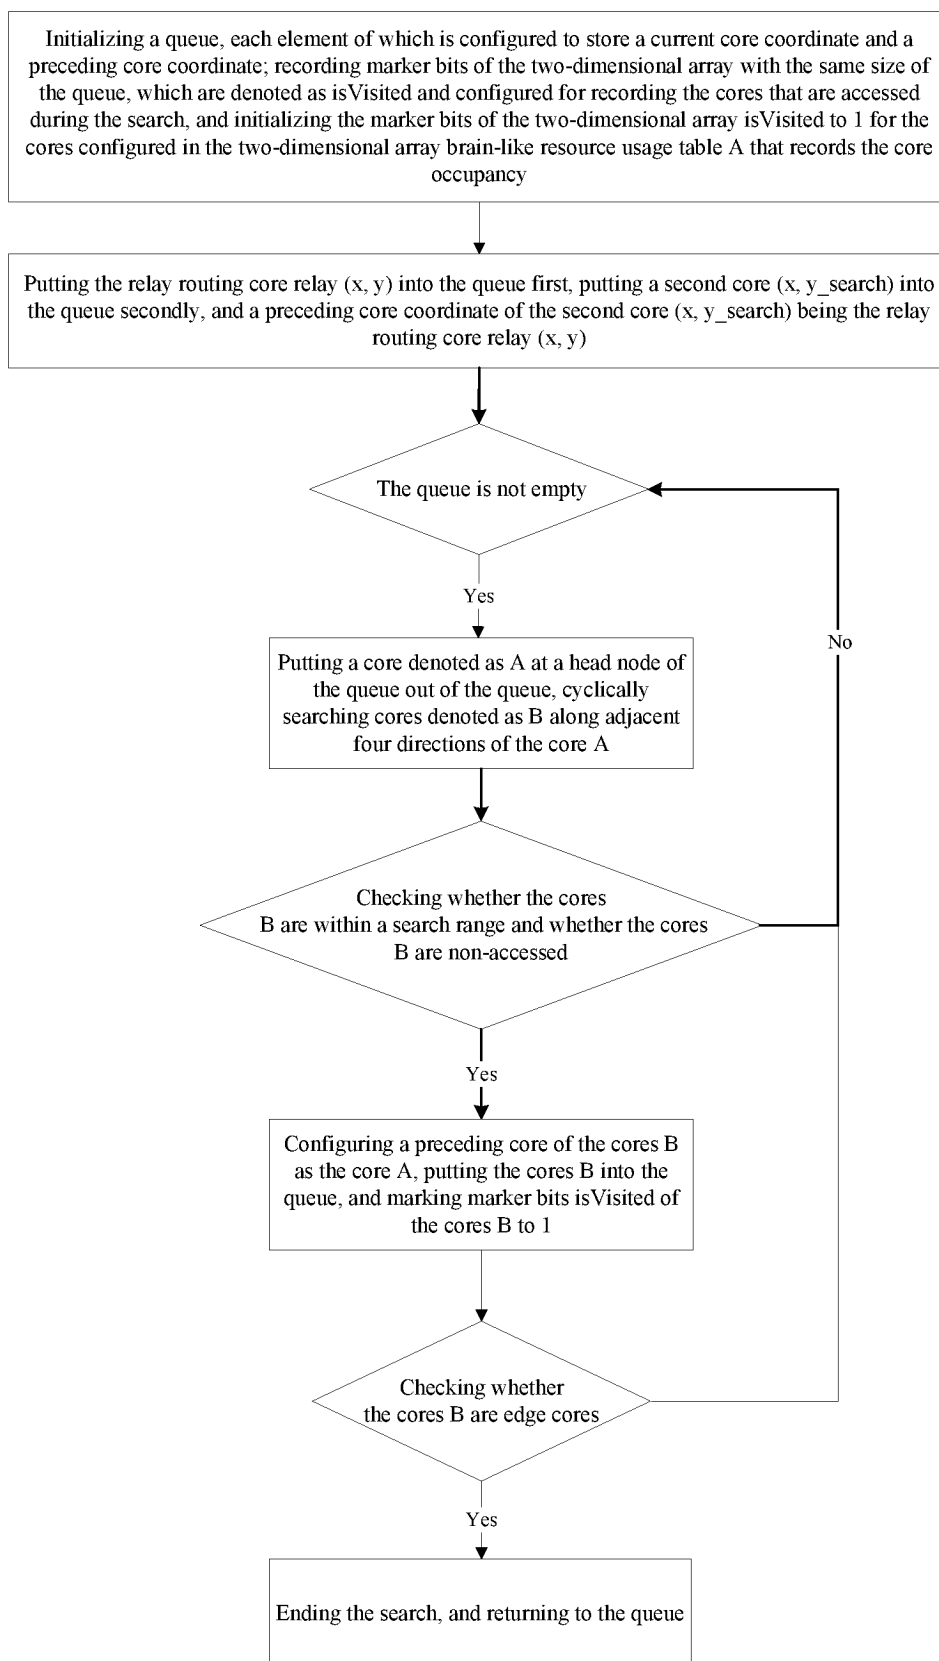 Initializing a queue, each element of which is configured to store a current core coordinate and a
preceding core coordinate; recording marker bits of the two-dimensional array with the same size of
the queue, which are denoted as isVisited and configured for recording the cores that are accessed
during the search, and initializing the marker bits of the two-dimensional array isVisited to 1 for the
cores configured in the two-dimensional array brain-like resource usage table A that records the core
occupancy
Putting the relay routing core relay (x, y) into the queue first, putting a second core (x, y_search) into
the queue secondly, and a preceding core coordinate of the second core (x, y_search) being the relay
routing core relay (x, y)
The queue is not empty
Yes
No
Putting a core denoted as A at a head node of
the queue out of the queue, cyclically
searching cores denoted as B along adjacent
four directions of the core A
Checking whether the cores
B are within a search range and whether the cores
B are non-accessed
Yes
Configuring a preceding core of the cores B
as the core A, putting the cores B into the
queue, and marking marker bits isVisited of
the cores B to 1
Checking whether
the cores B are edge cores
Yes
Ending the search, and returning to the queue